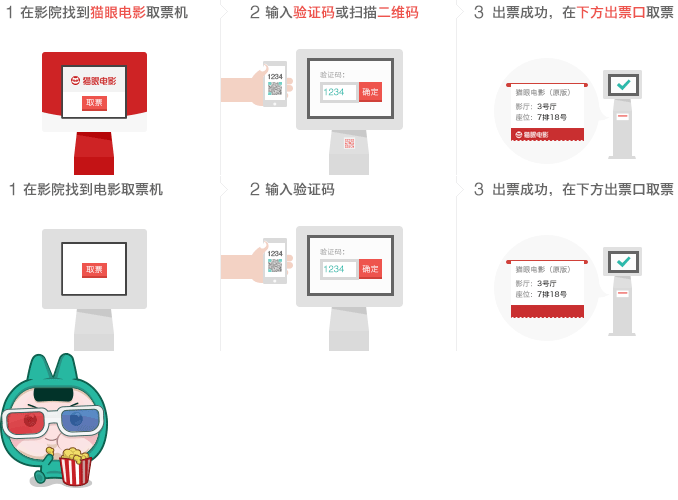 1 在影院找到猫眼电影取票机
2 输入验证码或扫描二维码
3 出票成功，在下方出票口取票
猫眼电影
取票
1234
验证码：
1234 确定
猫眼电影（原版）
影厅：3号厅
座位：7排18号
猫眼电影
1 在影院找到电影取票机
2 输入验证码
3 出票成功，在下方出票口取票
取票
1234
验证码：
1234 确定
猫眼电影（原版）
影厅：3号厅
座位：7排18号